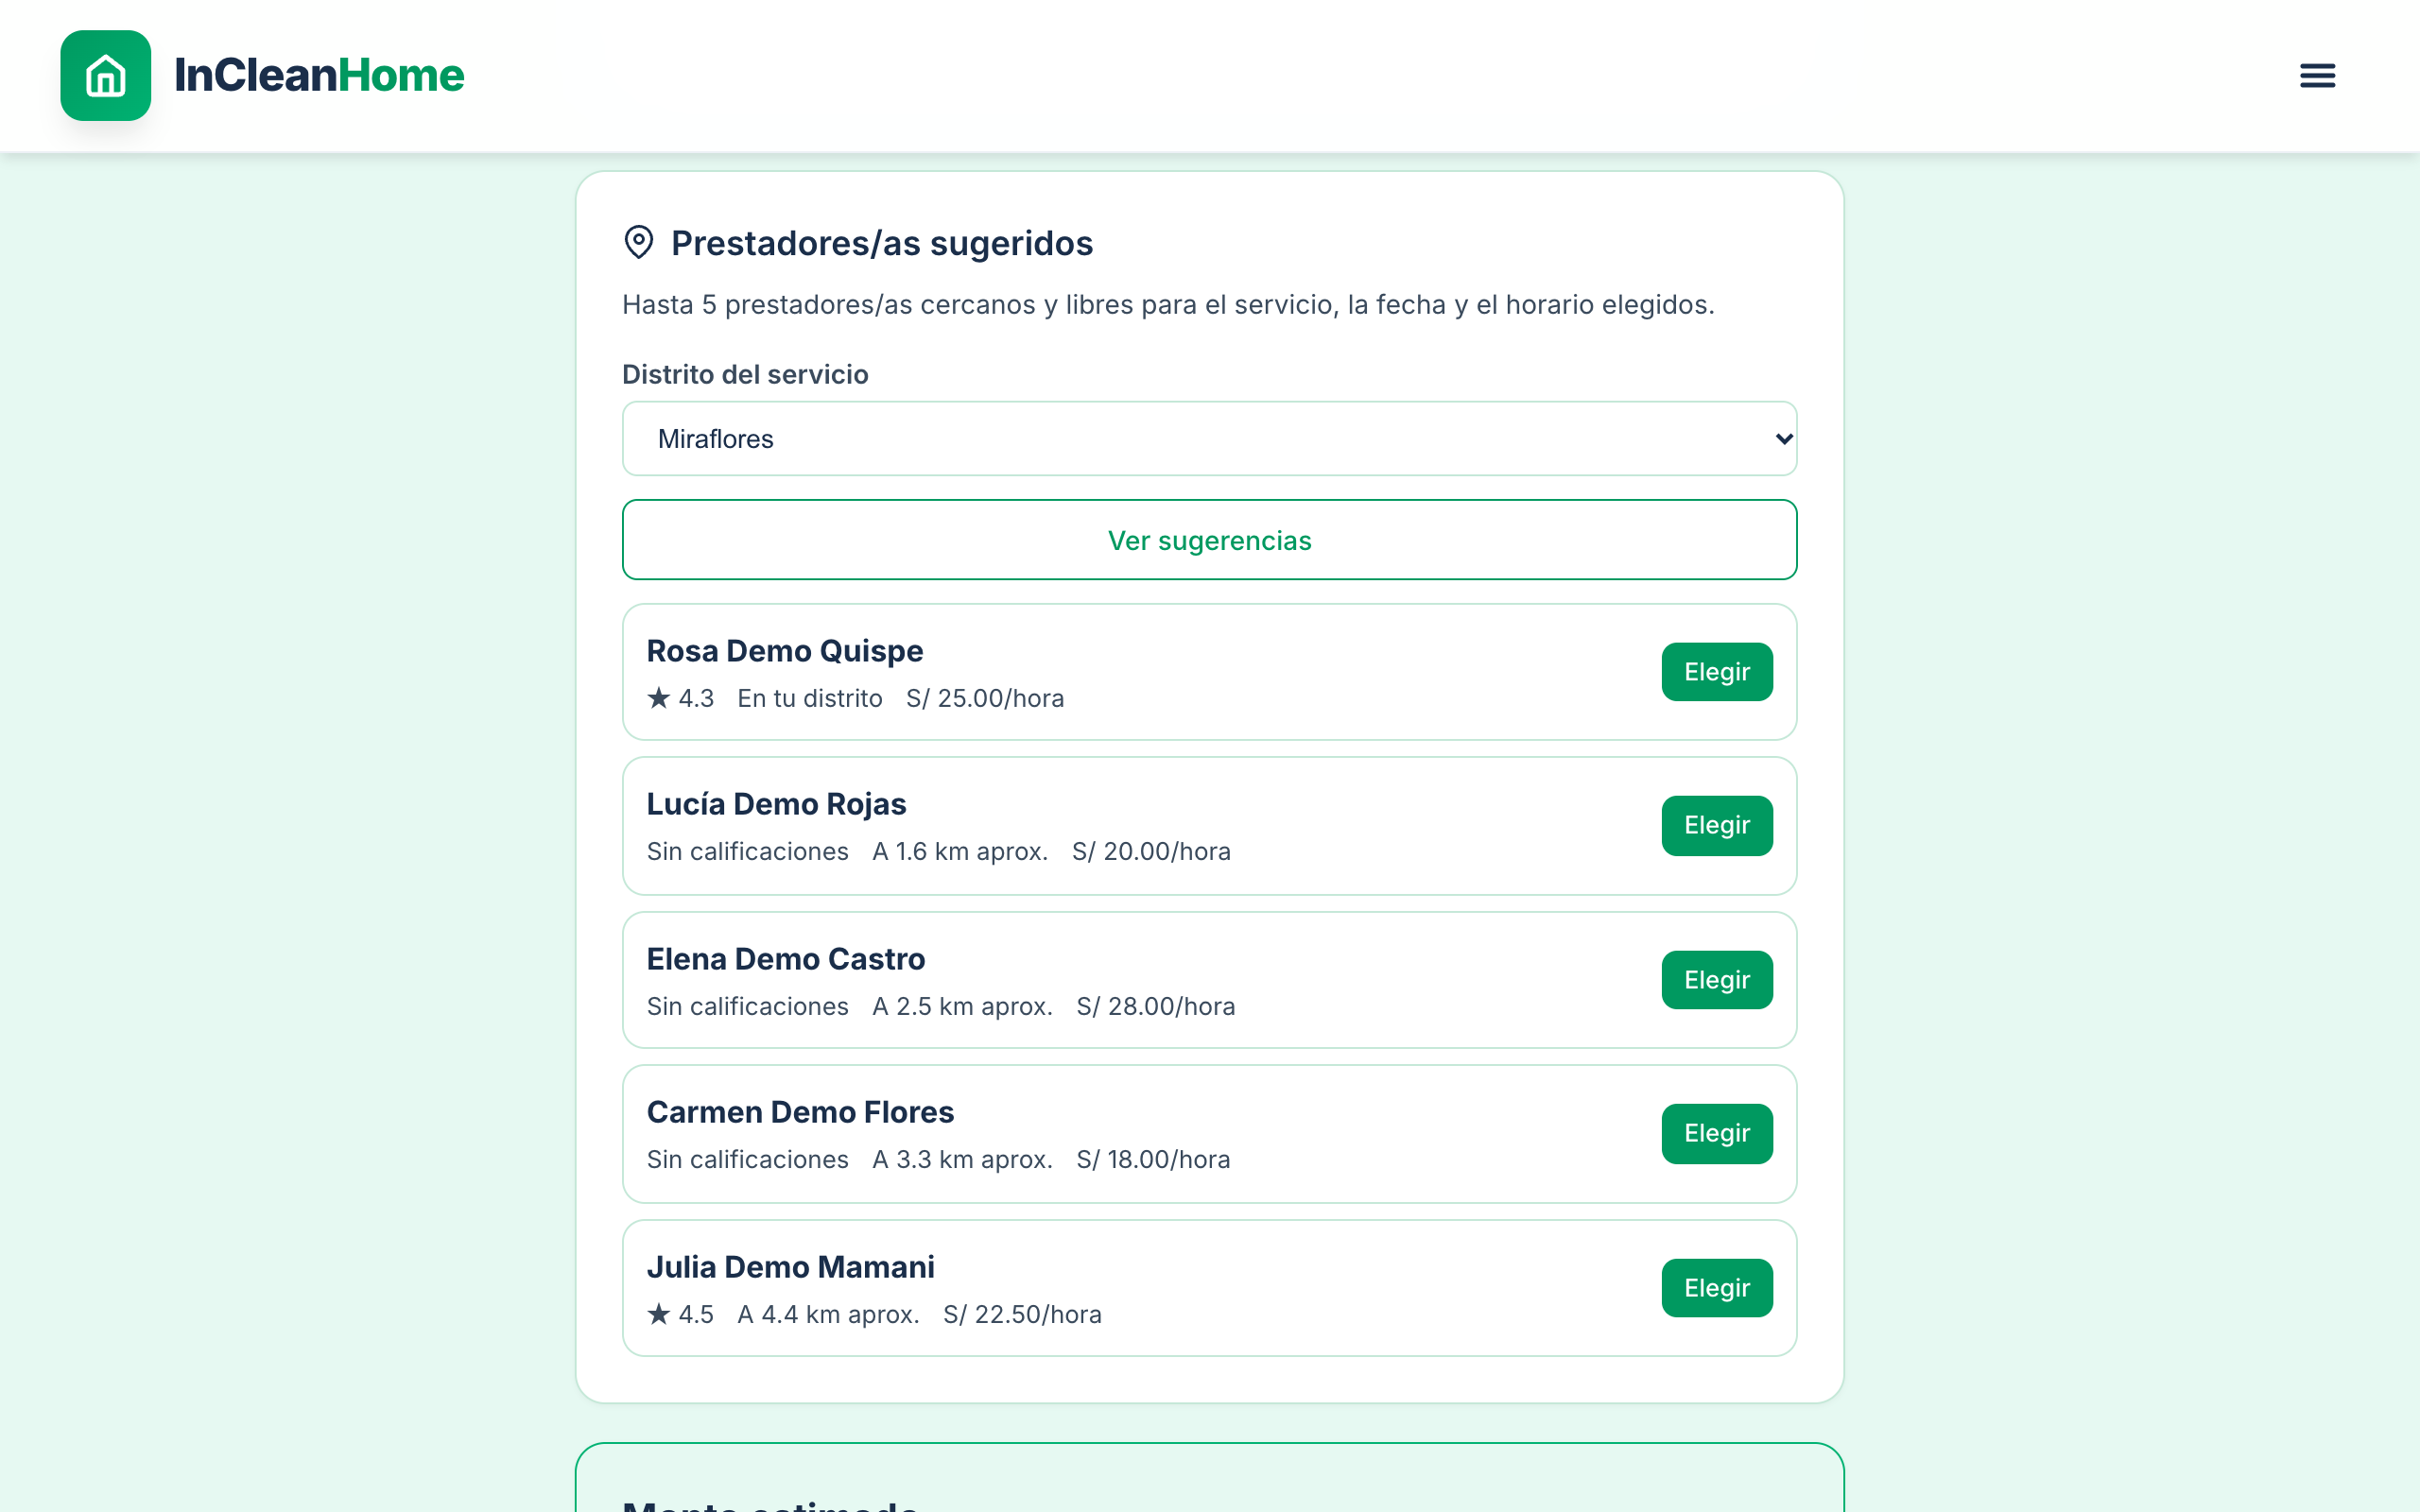 InCleanHome
Prestadores/as sugeridos
Hasta 5 prestadores/as cercanos y libres para el servicio, la fecha y el horario elegidos.
Distrito del servicio
Miraflores
Ver sugerencias
Rosa Demo Quispe
★ 4.3 En tu distrito S/ 25.00/hora
Elegir
Lucía Demo Rojas
Sin calificaciones A 1.6 km aprox. S/ 20.00/hora
Elegir
Elena Demo Castro
Sin calificaciones A 2.5 km aprox. S/ 28.00/hora
Elegir
Carmen Demo Flores
Sin calificaciones A 3.3 km aprox. S/ 18.00/hora
Elegir
Julia Demo Mamani
★ 4.5 A 4.4 km aprox. S/ 22.50/hora
Elegir
Monto estimado